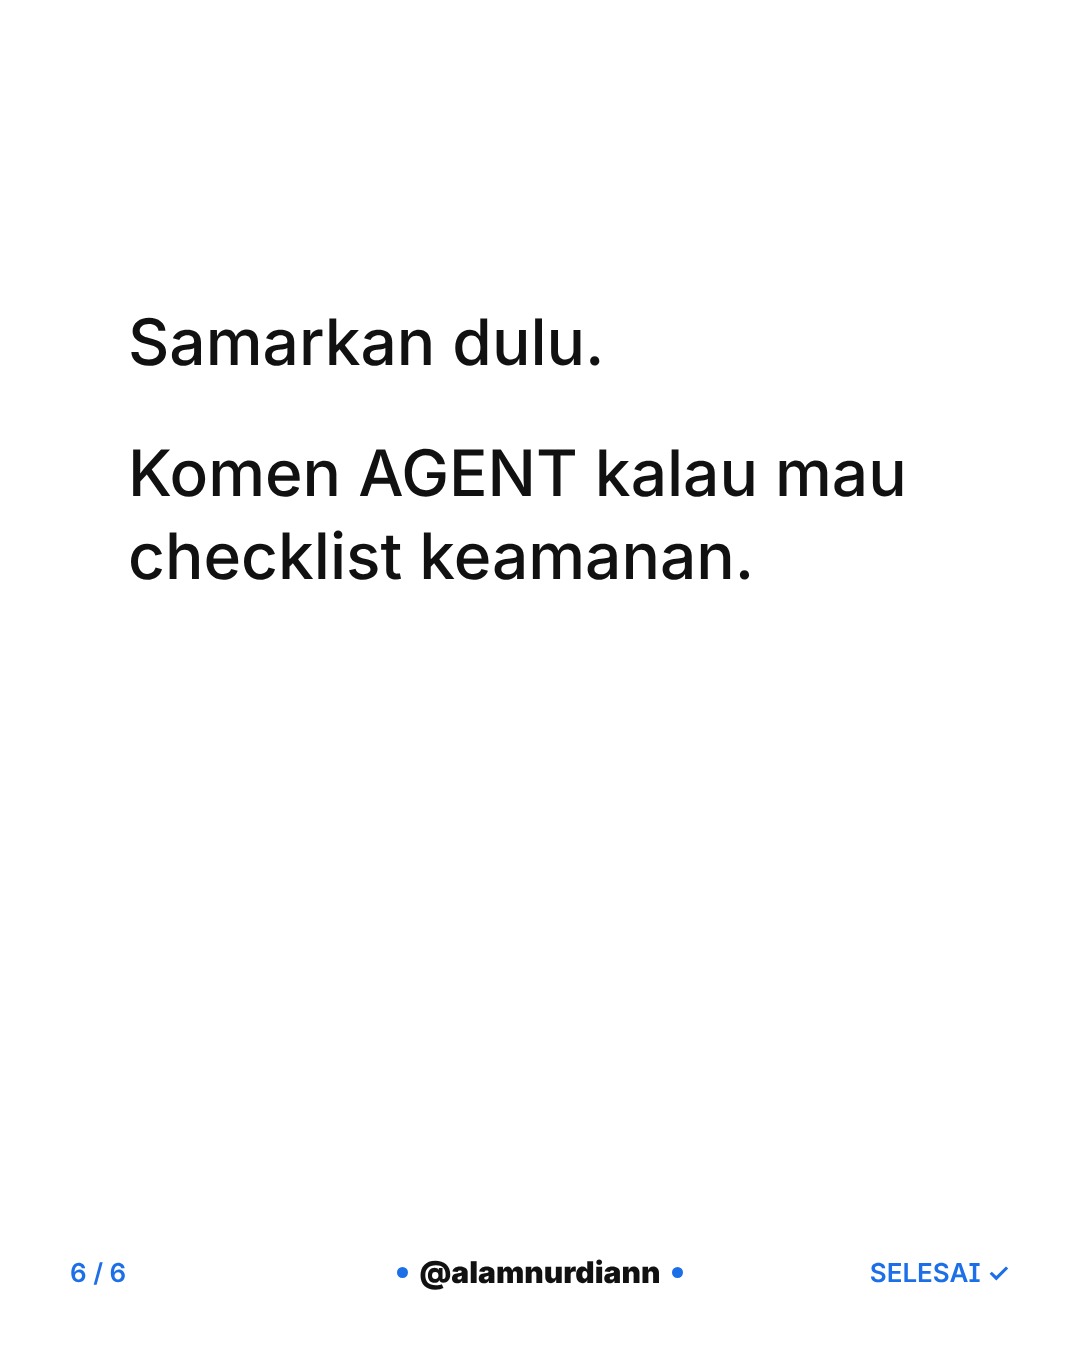 Samarkan dulu.
Komen AGENT kalau mau
checklist keamanan.
6 / 6
• @alamnurdiann •
SELESAI ✓